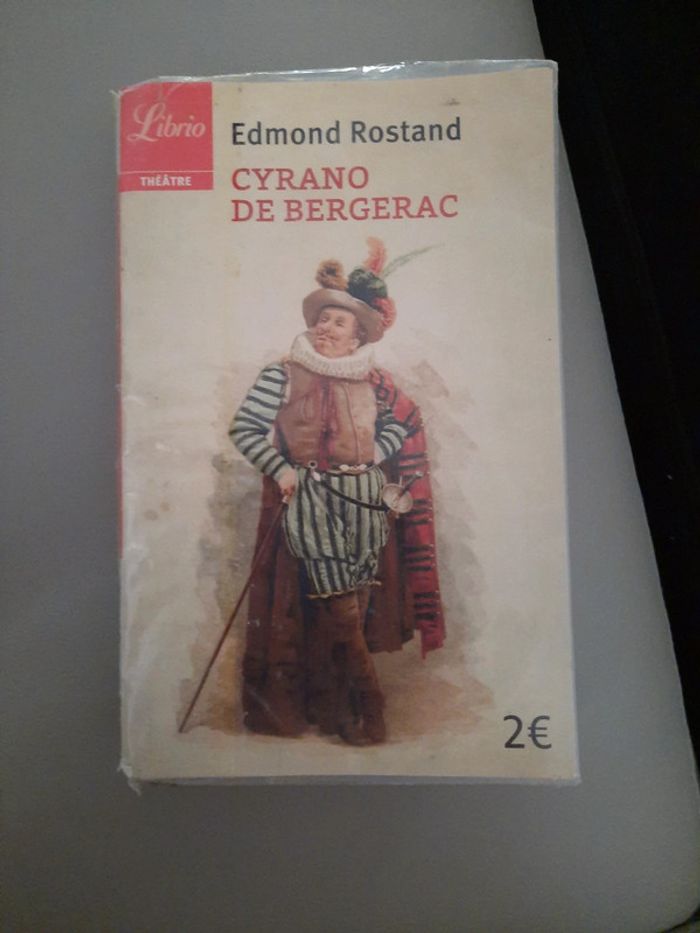 Librio
THÉÂTRE
Edmond Rostand
CYRANO
DE BERGERAC
2€